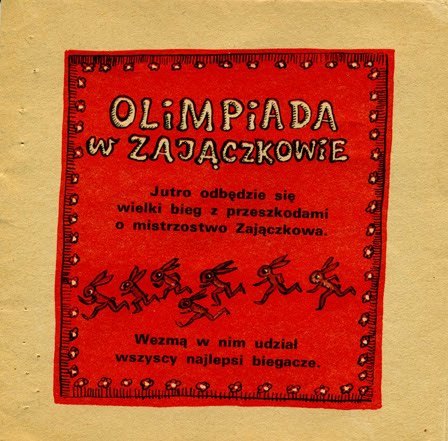 OLiMPiADA
w ZAJĄCZKOWiE
Jutro odbędzie się
wielki bieg z przeszkodami
o mistrzostwo Zajączkowa.
Wezmą w nim udział
wszyscy najlepsi biegacze.